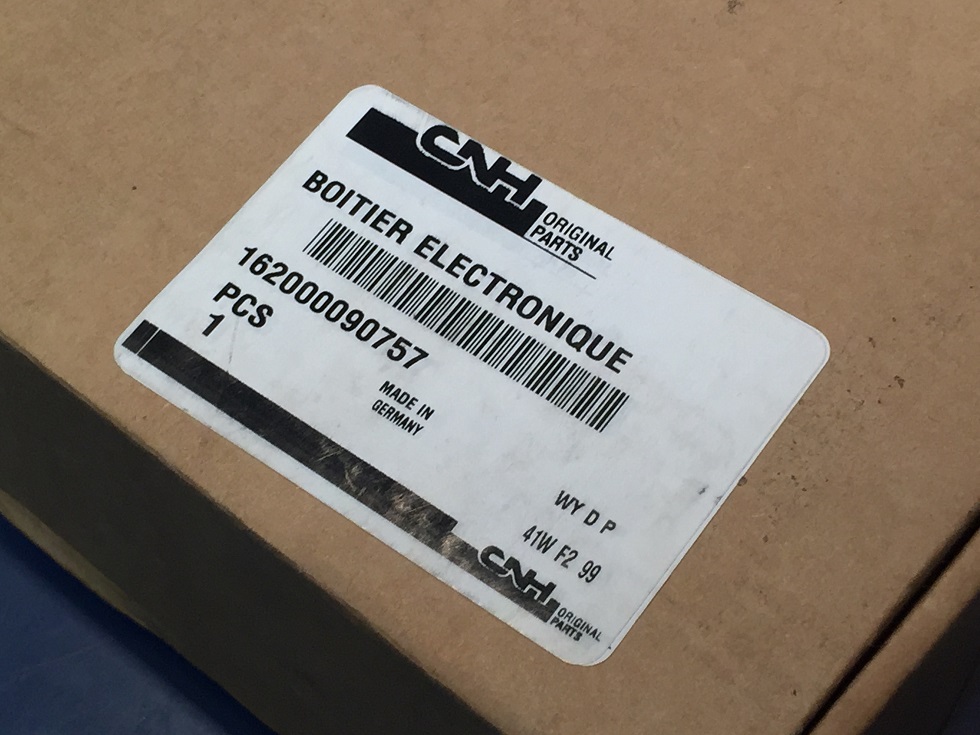 CNH
ORIGINAL
PARTS
BOITIER ELECTRONIQUE
162000090757
PCS
1
MADE IN
GERMANY
WY D P
41W F2 99
CNH
ORIGINAL
PARTS